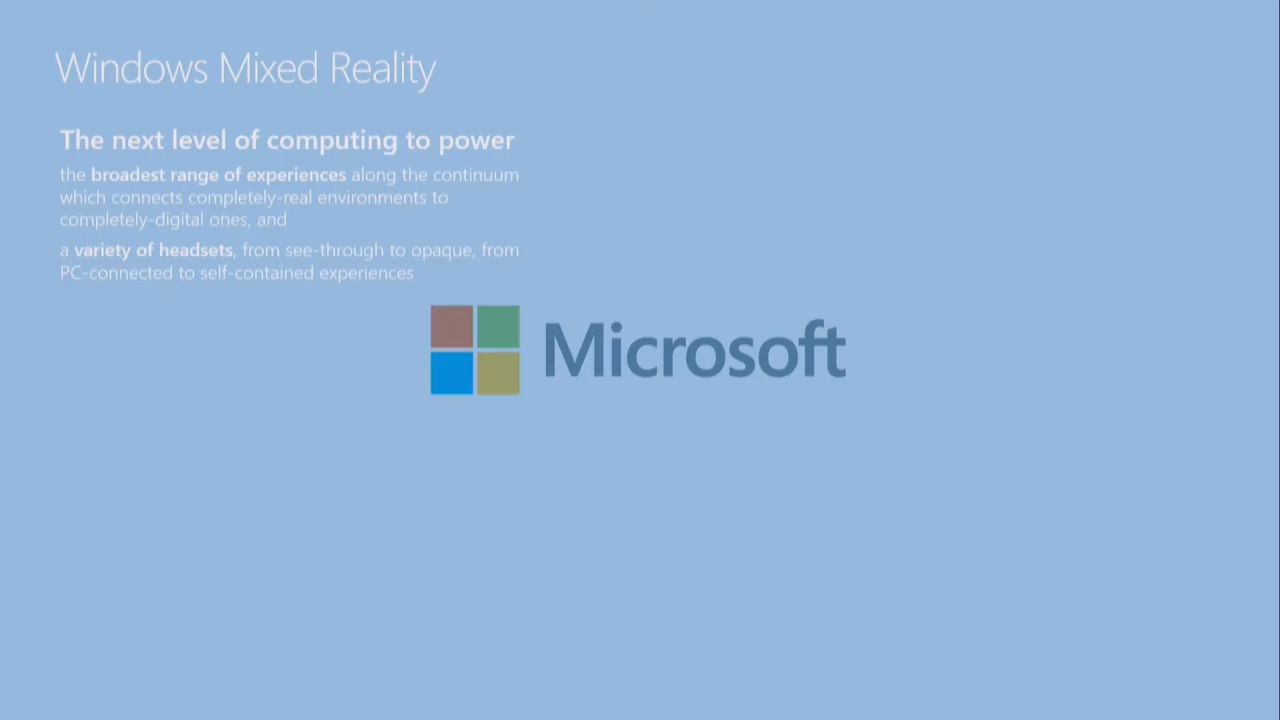 Windows Mixed Reality
The next level of computing to power
the broadest range of experiences along the continuum
which connects completely-real environments to
completely-digital ones, and
a variety of headsets, from see-through to opaque, from
PC-connected to self-contained experiences
Microsoft